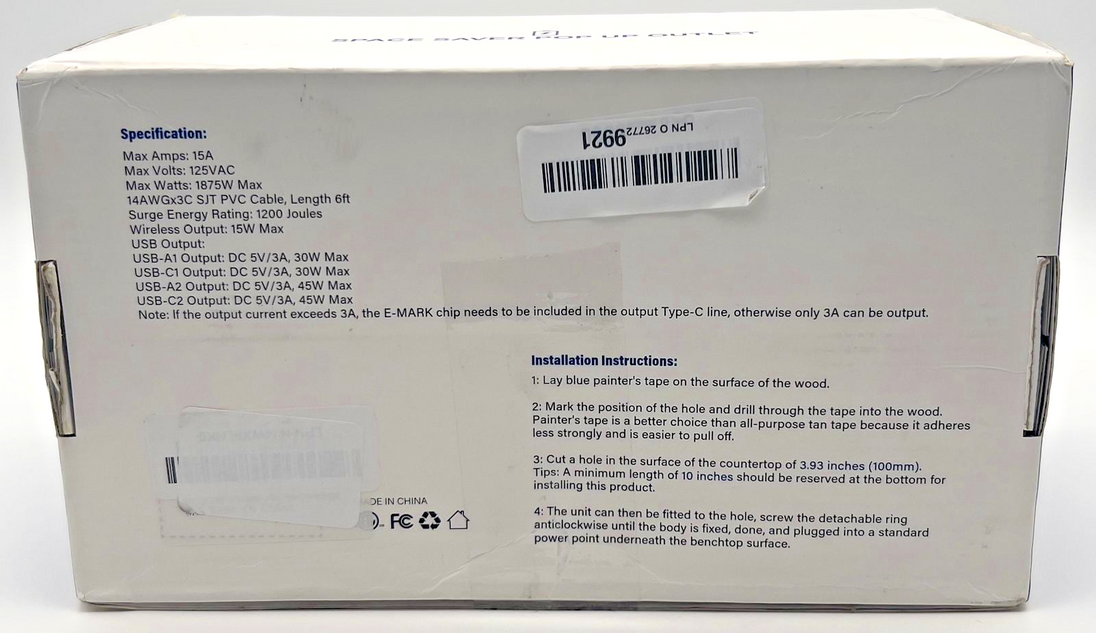 SPACE SAVER POP UP OUTLET
Specification:
Max Amps: 15A
Max Volts: 125VAC
Max Watts: 1875W Max
14AWGx3C SJT PVC Cable, Length 6ft
Surge Energy Rating: 1200 Joules
Wireless Output: 15W Max
USB Output:
USB-A1 Output: DC 5V/3A, 30W Max
USB-C1 Output: DC 5V/3A, 30W Max
USB-A2 Output: DC 5V/3A, 45W Max
USB-C2 Output: DC 5V/3A, 45W Max
Note: If the output current exceeds 3A, the E-MARK chip needs to be included in the output Type-C line, otherwise only 3A can be output.
LPN O 267729921
Installation Instructions:
1: Lay blue painter's tape on the surface of the wood.
2: Mark the position of the hole and drill through the tape into the wood.
Painter's tape is a better choice than all-purpose tan tape because it adheres
less strongly and is easier to pull off.
3: Cut a hole in the surface of the countertop of 3.93 inches (100mm).
Tips: A minimum length of 10 inches should be reserved at the bottom for
installing this product.
4: The unit can then be fitted to the hole, screw the detachable ring
anticlockwise until the body is fixed, done, and plugged into a standard
power point underneath the benchtop surface.
IN CHINA
FC